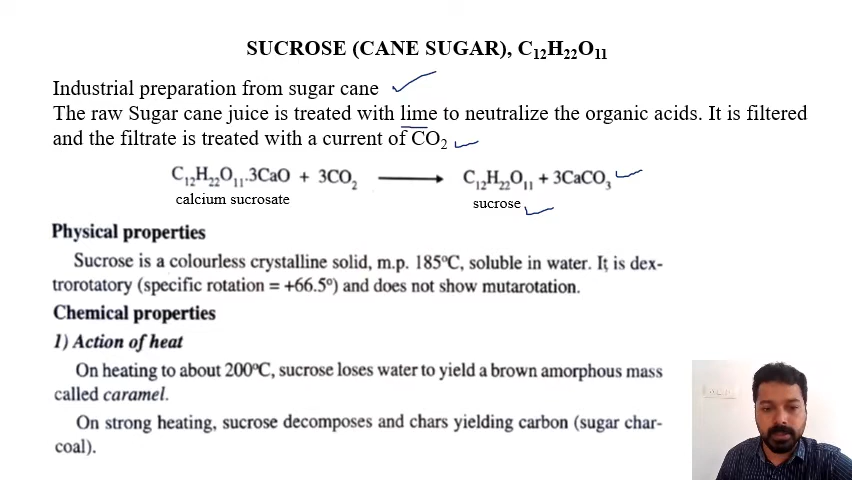 SUCROSE (CANE SUGAR), C₁₂H₂₂O₁₁
Industrial preparation from sugar cane
The raw Sugar cane juice is treated with lime to neutralize the organic acids. It is filtered
and the filtrate is treated with a current of CO₂
C₁₂H₂₂O₁₁.3CaO + 3CO₂ ⟶ C₁₂H₂₂O₁₁ + 3CaCO₃
calcium sucrosate sucrose
Physical properties
Sucrose is a colourless crystalline solid, m.p. 185ºC, soluble in water. It is dex-
trorotatory (specific rotation = +66.5º) and does not show mutarotation.
Chemical properties
1) Action of heat
On heating to about 200ºC, sucrose loses water to yield a brown amorphous mass
called caramel.
On strong heating, sucrose decomposes and chars yielding carbon (sugar char-
coal).